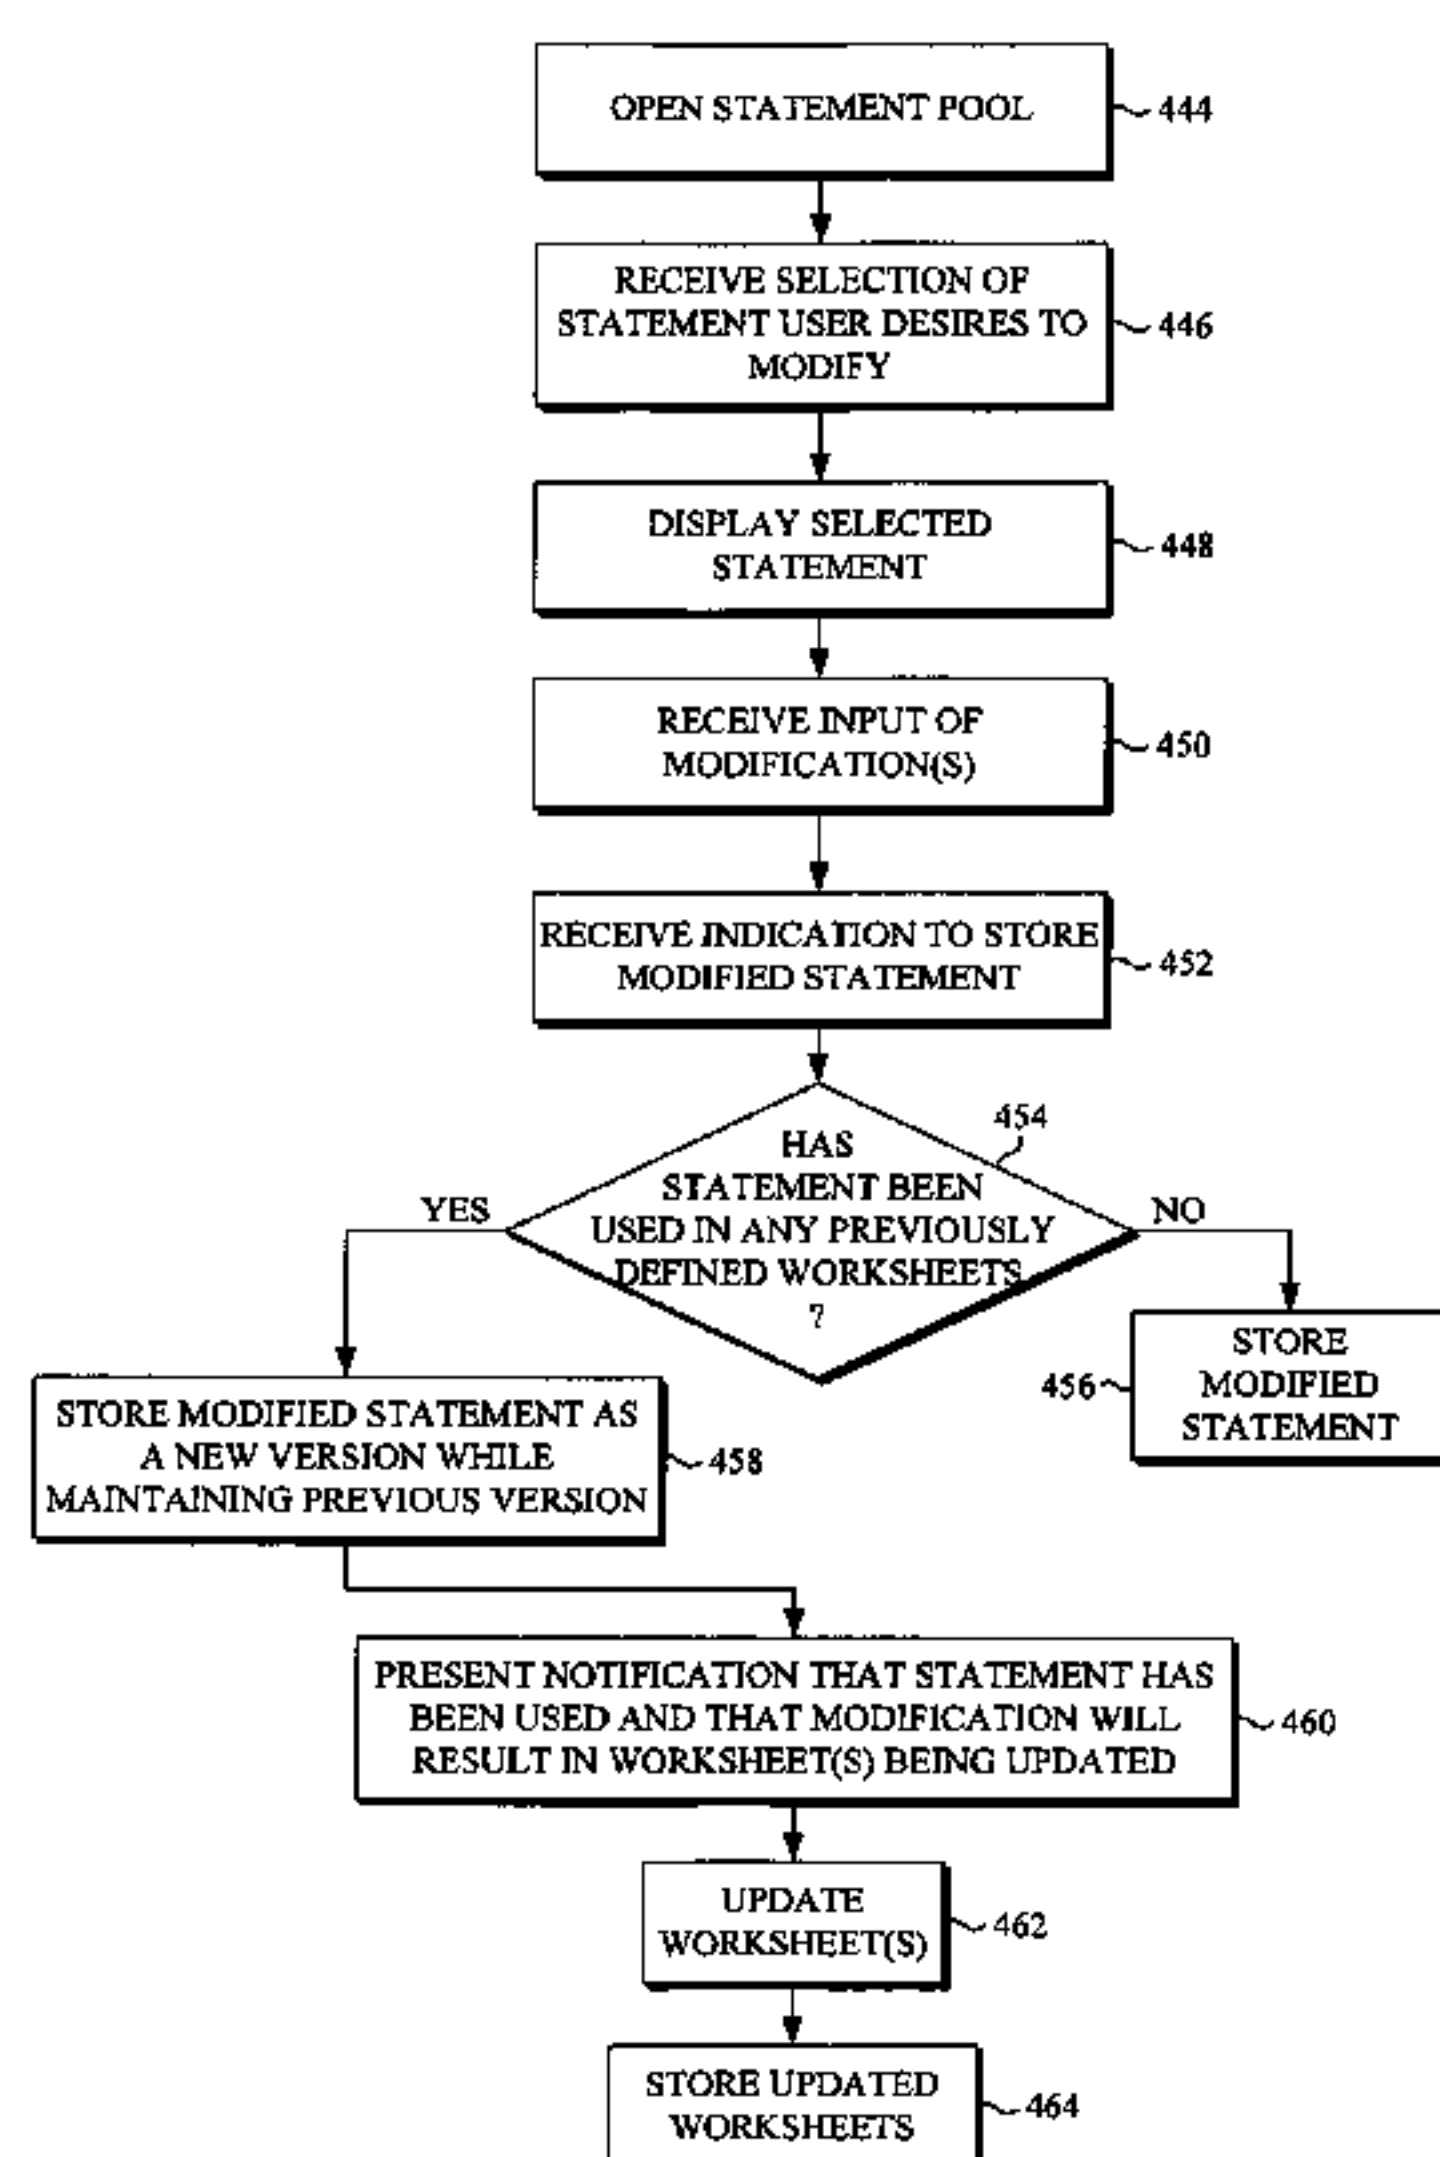 OPEN STATEMENT POOL
444
RECEIVE SELECTION OF
STATEMENT USER DESIRES TO
MODIFY
446
DISPLAY SELECTED
STATEMENT
448
RECEIVE INPUT OF
MODIFICATION(S)
450
RECEIVE INDICATION TO STORE
MODIFIED STATEMENT
452
454
HAS
STATEMENT BEEN
USED IN ANY PREVIOUSLY
DEFINED WORKSHEETS
?
YES
NO
STORE
MODIFIED
STATEMENT
456
STORE MODIFIED STATEMENT AS
A NEW VERSION WHILE
MAINTAINING PREVIOUS VERSION
458
PRESENT NOTIFICATION THAT STATEMENT HAS
BEEN USED AND THAT MODIFICATION WILL
RESULT IN WORKSHEET(S) BEING UPDATED
460
UPDATE
WORKSHEET(S)
462
STORE UPDATED
WORKSHEETS
464